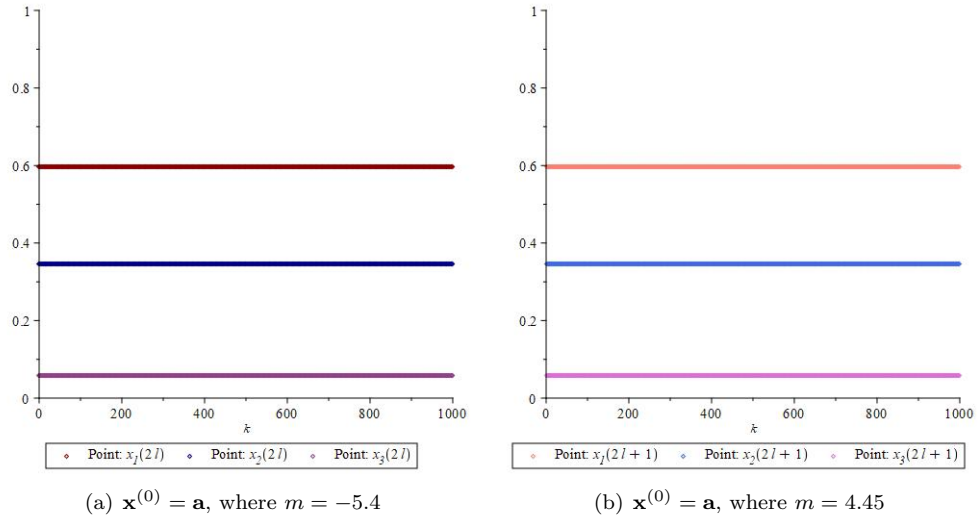 1
0.8
0.6
0.4
0.2
0
0 200 400 600 800 1000
k
Point: x₁(2 l) Point: x₂(2 l) Point: x₃(2 l)
(a) x⁽⁰⁾ = a, where m = −5.4
1
0.8
0.6
0.4
0.2
0
0 200 400 600 800 1000
k
Point: x₁(2 l + 1) Point: x₂(2 l + 1) Point: x₃(2 l + 1)
(b) x⁽⁰⁾ = a, where m = 4.45